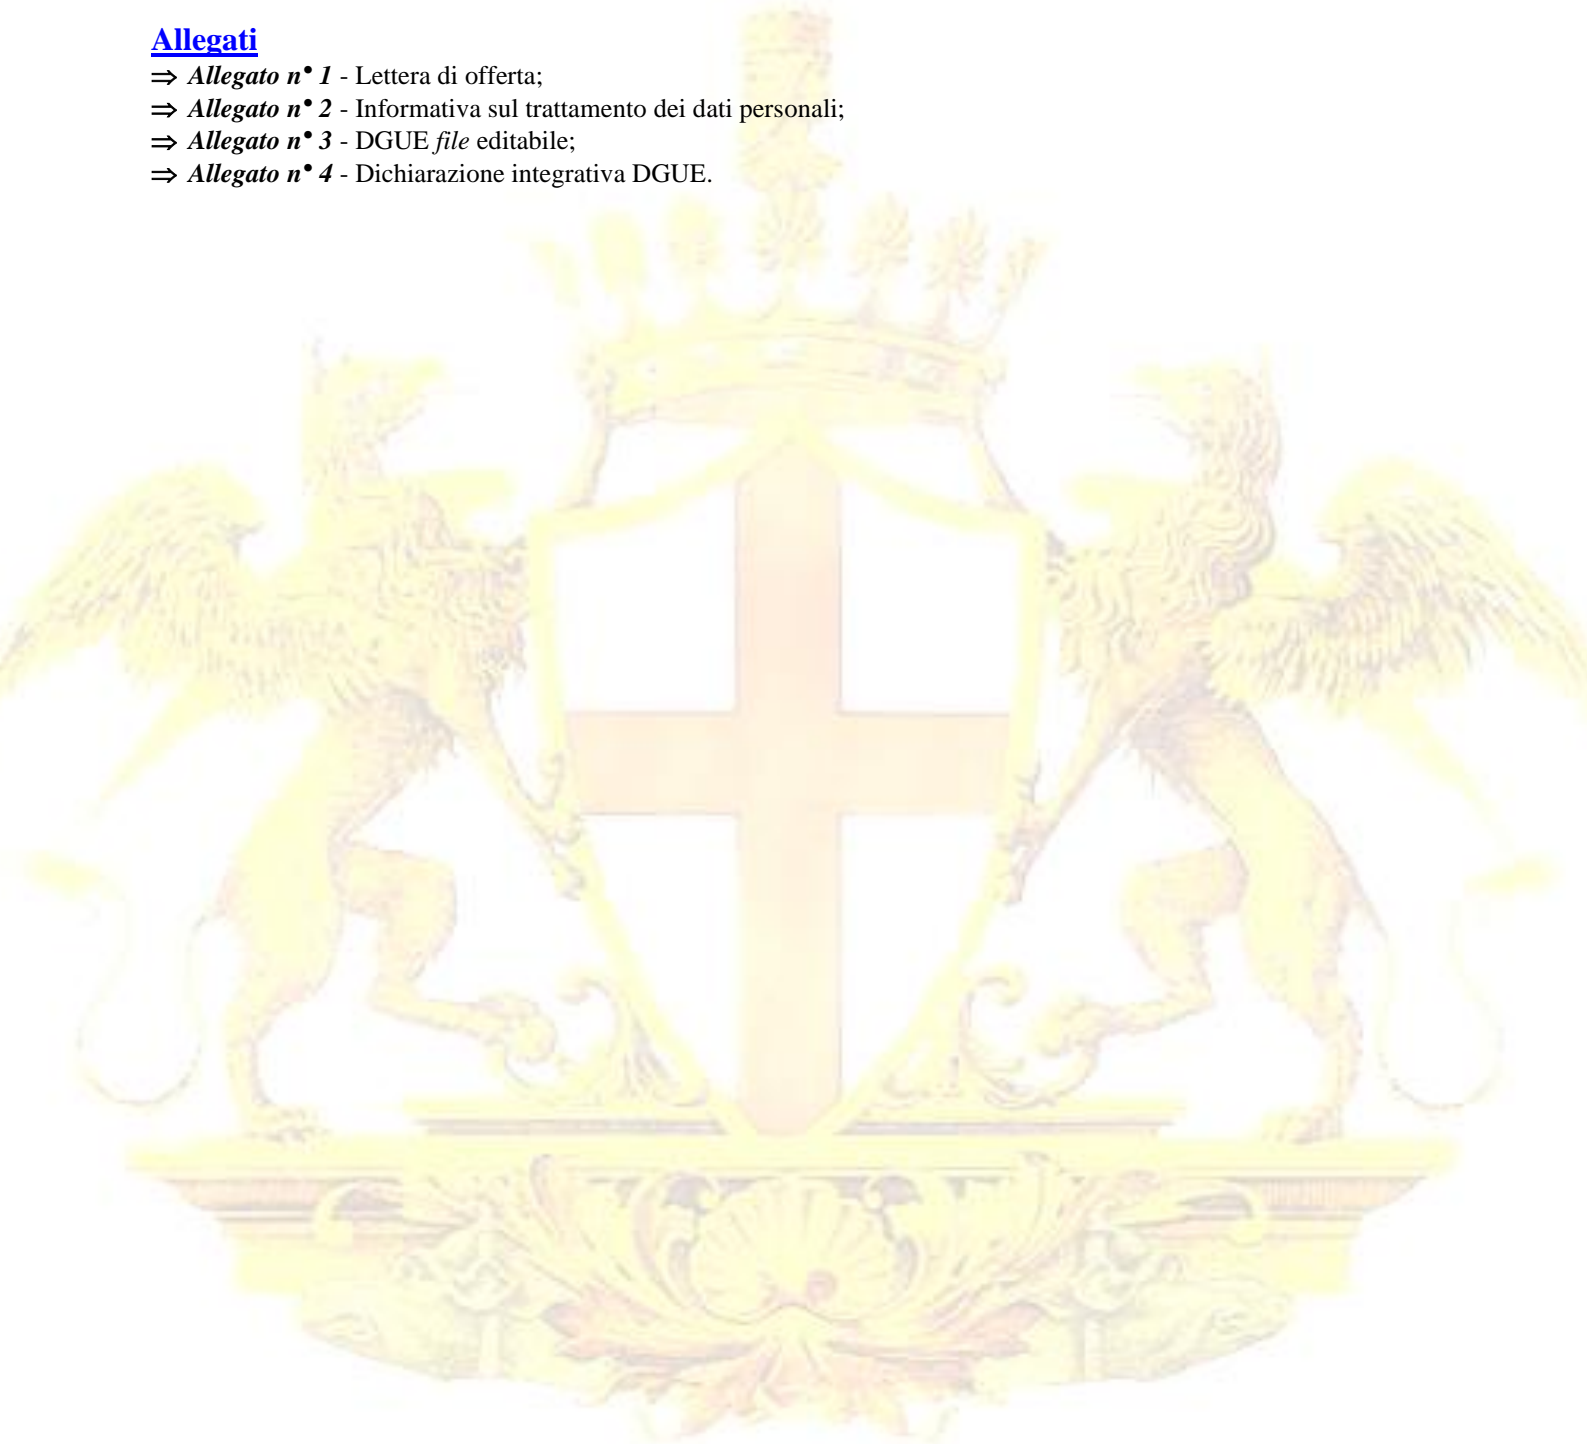 Allegati
⇒ Allegato n° 1 - Lettera di offerta;
⇒ Allegato n° 2 - Informativa sul trattamento dei dati personali;
⇒ Allegato n° 3 - DGUE file editabile;
⇒ Allegato n° 4 - Dichiarazione integrativa DGUE.